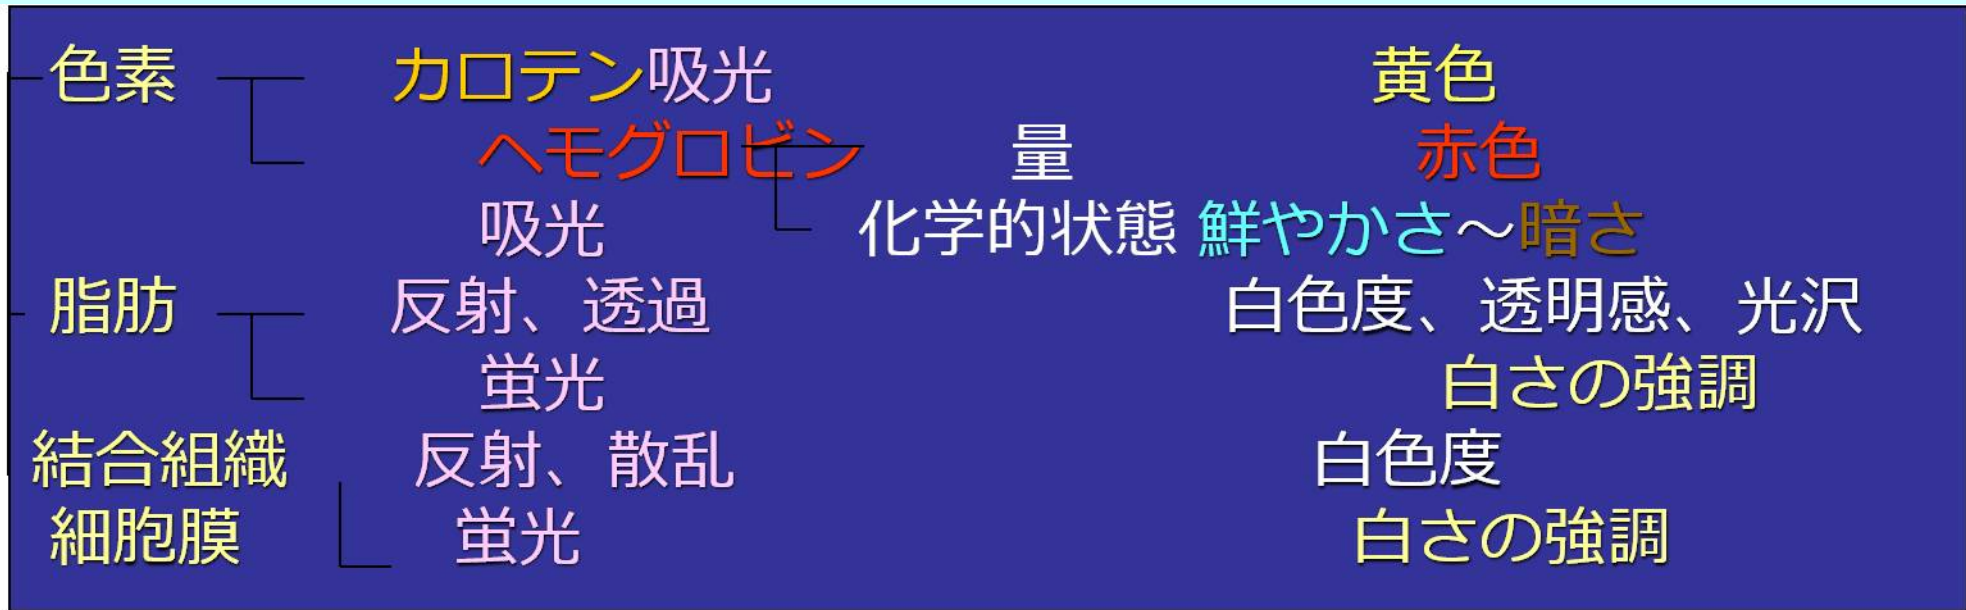 色素 カロテン吸光 黄色
ヘモグロビン 量 赤色
吸光 化学的状態 鮮やかさ～暗さ
脂肪 反射、透過 白色度、透明感、光沢
蛍光 白さの強調
結合組織 反射、散乱 白色度
細胞膜 蛍光 白さの強調